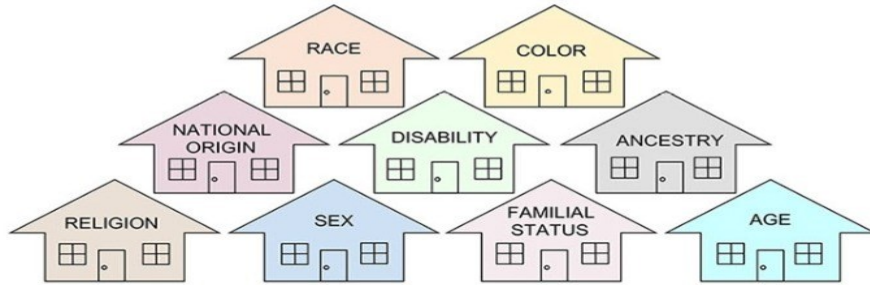 RACE
COLOR
NATIONAL
ORIGIN
DISABILITY
ANCESTRY
RELIGION
SEX
FAMILIAL
STATUS
AGE